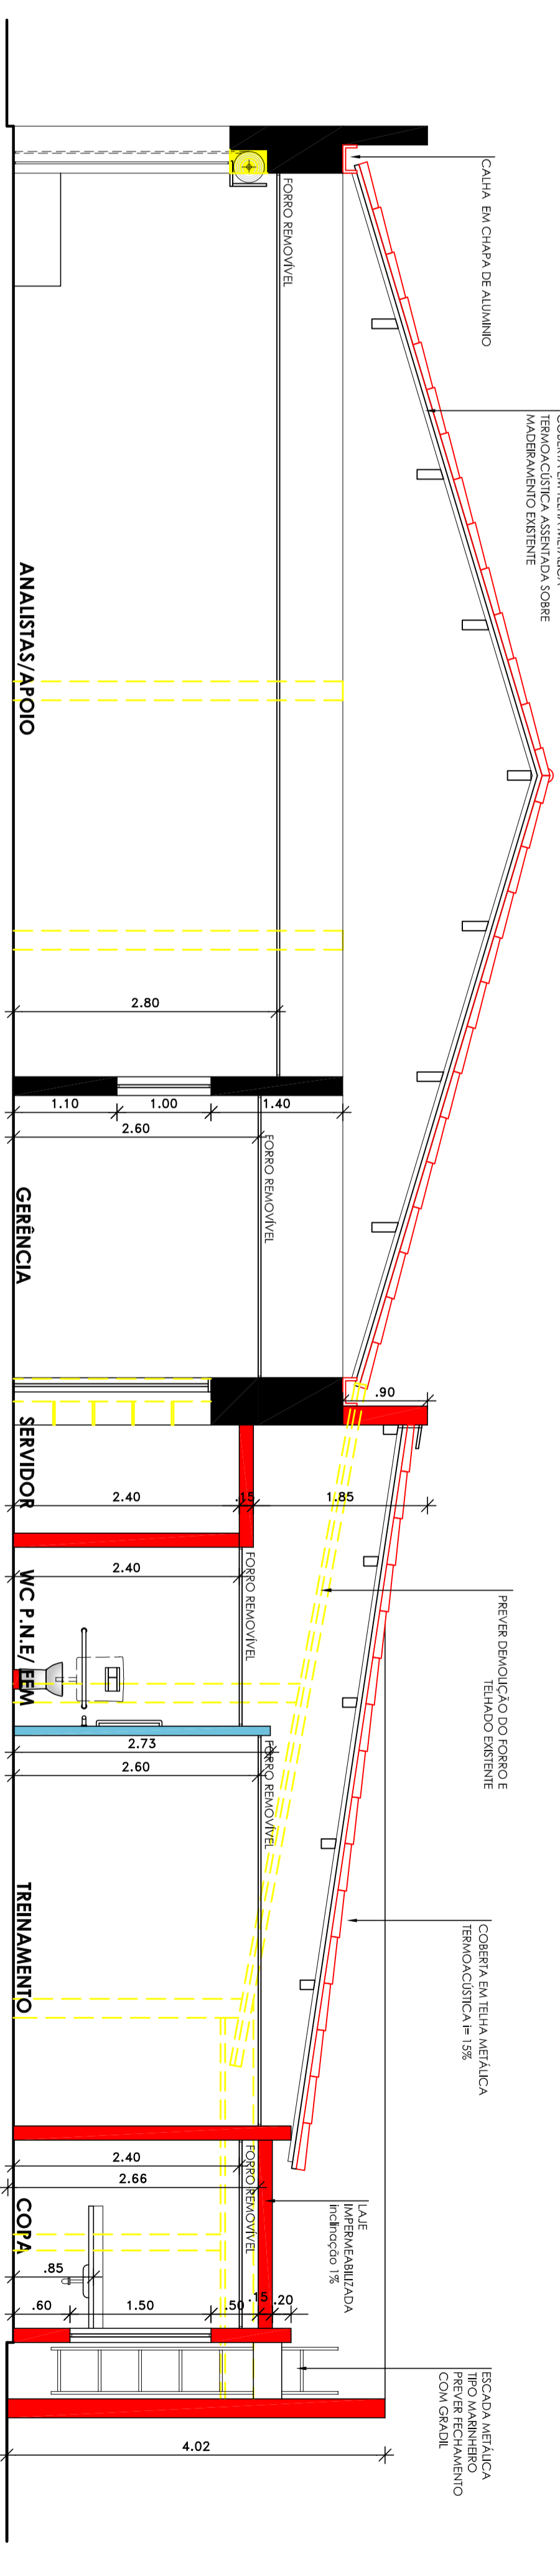 CALHA EM CHAPA DE ALUMINIO
TERMOACÚSTICA ASSENTADA SOBRE
MADEIRAMENTO EXISTENTE
FORRO REMOVÍVEL
ANALISTAS/APOIO
2.80
1.10
1.00
1.40
2.60
FORRO REMOVÍVEL
GERÊNCIA
.90
SERVIDOR
2.40
.15
1.85
FORRO REMOVÍVEL
2.40
WC P.N.E/ FEM
PREVER DEMOLIÇÃO DO FORRO E
TELHADO EXISTENTE
2.73
2.60
FORRO REMOVÍVEL
TREINAMENTO
COBERTA EM TELHA METÁLICA
TERMOACÚSTICA i= 15%
2.40
2.66
FORRO REMOVÍVEL
COPA
LAJE
IMPERMEABILIZADA
inclinação 1%
.85
.60
1.50
.50
.15
.20
ESCADA METÁLICA
TIPO MARINHEIRO
PREVER FECHAMENTO
COM GRADIL
4.02